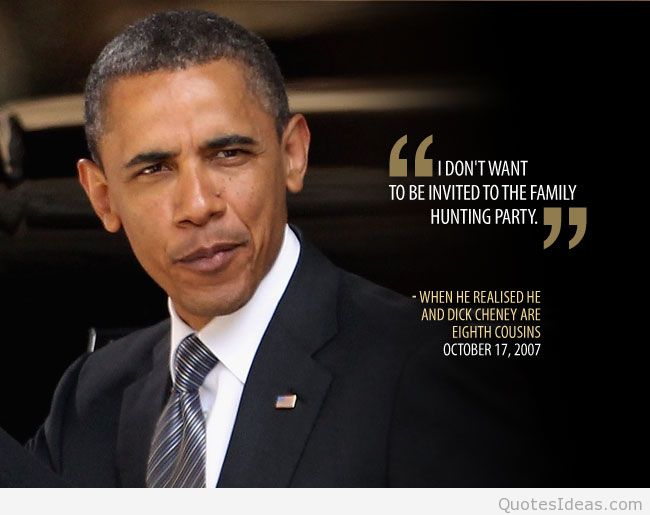 “ I DON'T WANT
TO BE INVITED TO THE FAMILY
HUNTING PARTY. ”
- WHEN HE REALISED HE
AND DICK CHENEY ARE
EIGHTH COUSINS
OCTOBER 17, 2007
QuotesIdeas.com